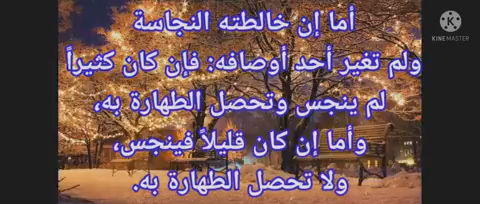 أما إن خالطته النجاسة
ولم تغير أحد أوصافه: فإن كان كثيراً
لم ينجس وتحصل الطهارة به،
وأما إن كان قليلاً فينجس،
ولا تحصل الطهارة به.
KINEMASTER